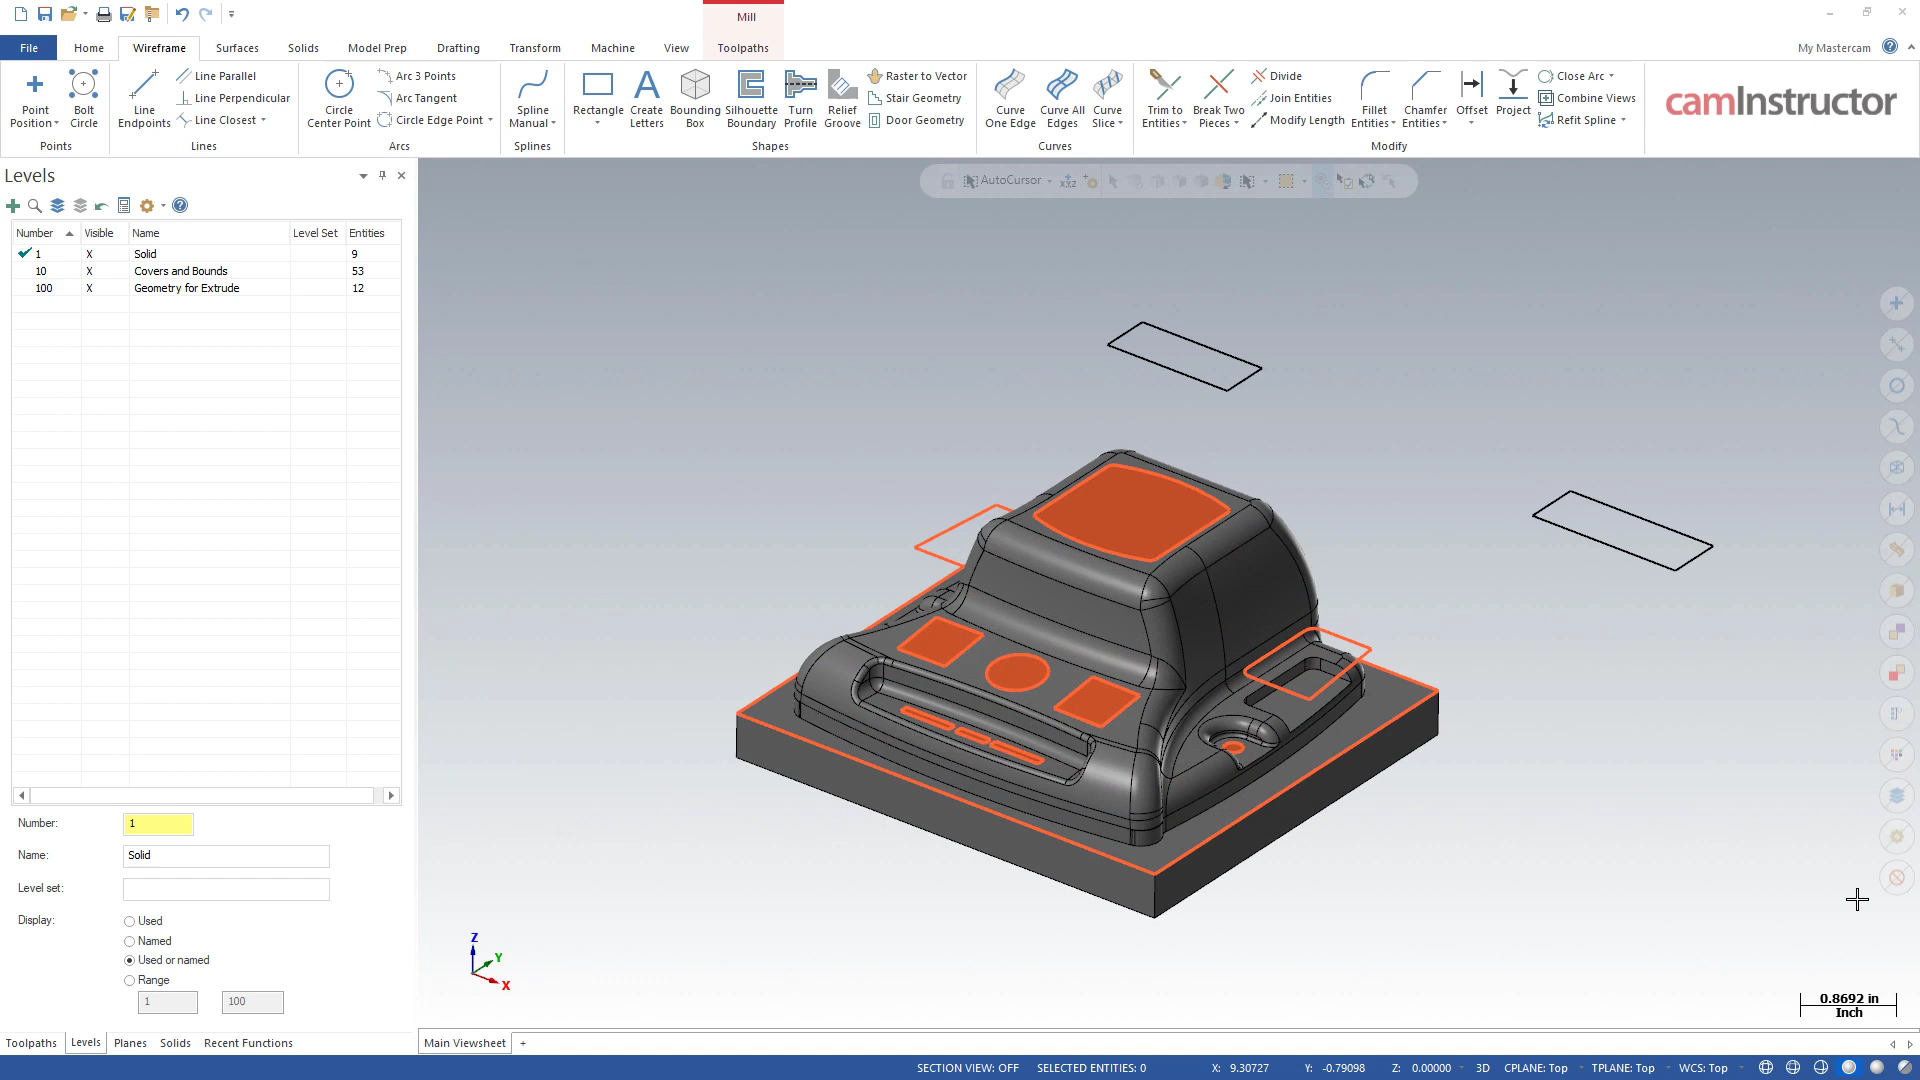 Mill
File
Home
Wireframe
Surfaces
Solids
Model Prep
Drafting
Transform
Machine
View
Toolpaths
My Mastercam
Point Position
Bolt Circle
Points
Line Endpoints
Line Parallel
Line Perpendicular
Line Closest
Lines
Circle Center Point
Arc 3 Points
Arc Tangent
Circle Edge Point
Arcs
Spline Manual
Splines
Rectangle
Create Letters
Bounding Box
Silhouette Boundary
Turn Profile
Relief Groove
Raster to Vector
Stair Geometry
Door Geometry
Shapes
Curve One Edge
Curve All Edges
Curve Slice
Curves
Trim to Entities
Break Two Pieces
Divide
Join Entities
Modify Length
Fillet Entities
Chamfer Entities
Offset
Project
Close Arc
Combine Views
Refit Spline
Modify
camInstructor
Levels
Number Visible Name Level Set Entities
1 X Solid 9
10 X Covers and Bounds 53
100 X Geometry for Extrude 12
Number: 1
Name: Solid
Level set:
Display:
Used
Named
Used or named
Range
1 100
Toolpaths Levels Planes Solids Recent Functions
AutoCursor
Z
Y
X
0.8692 in
Inch
Main Viewsheet +
SECTION VIEW: OFF SELECTED ENTITIES: 0 X: 9.30727 Y: -0.79098 Z: 0.00000 3D CPLANE: Top TPLANE: Top WCS: Top